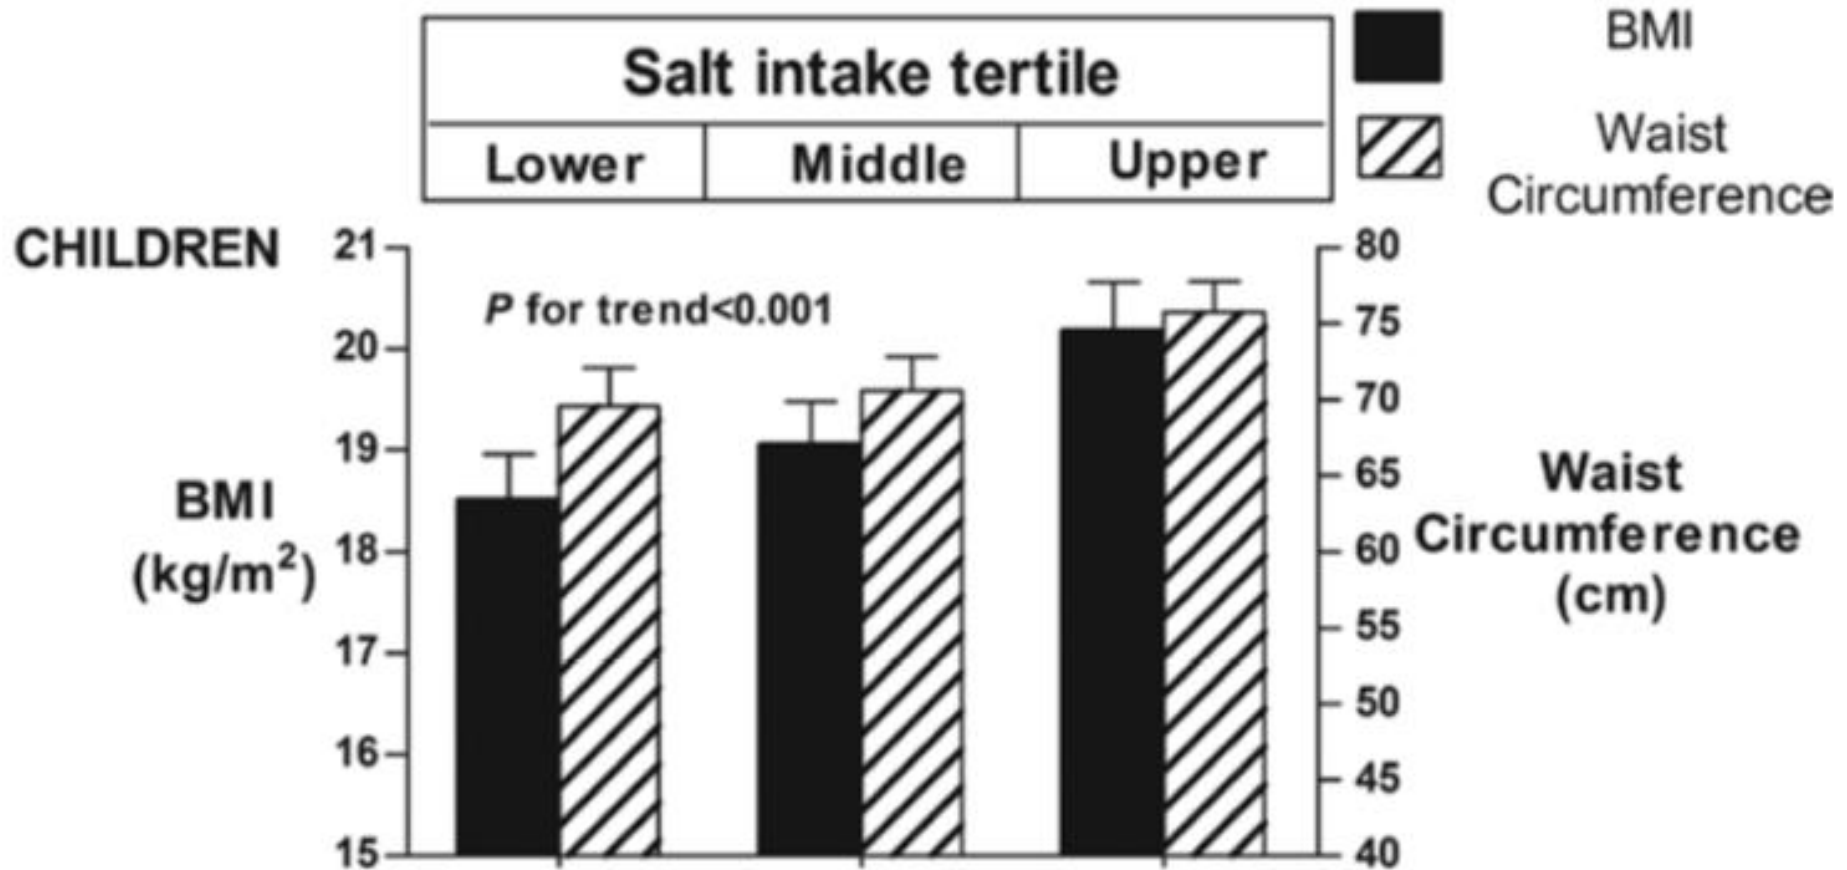 Salt intake tertile
Lower Middle Upper
BMI
Waist
Circumference
CHILDREN
P for trend<0.001
BMI
(kg/m²)
21
20
19
18
17
16
15
80
75
70
65
60
55
50
45
40
Waist
Circumference
(cm)